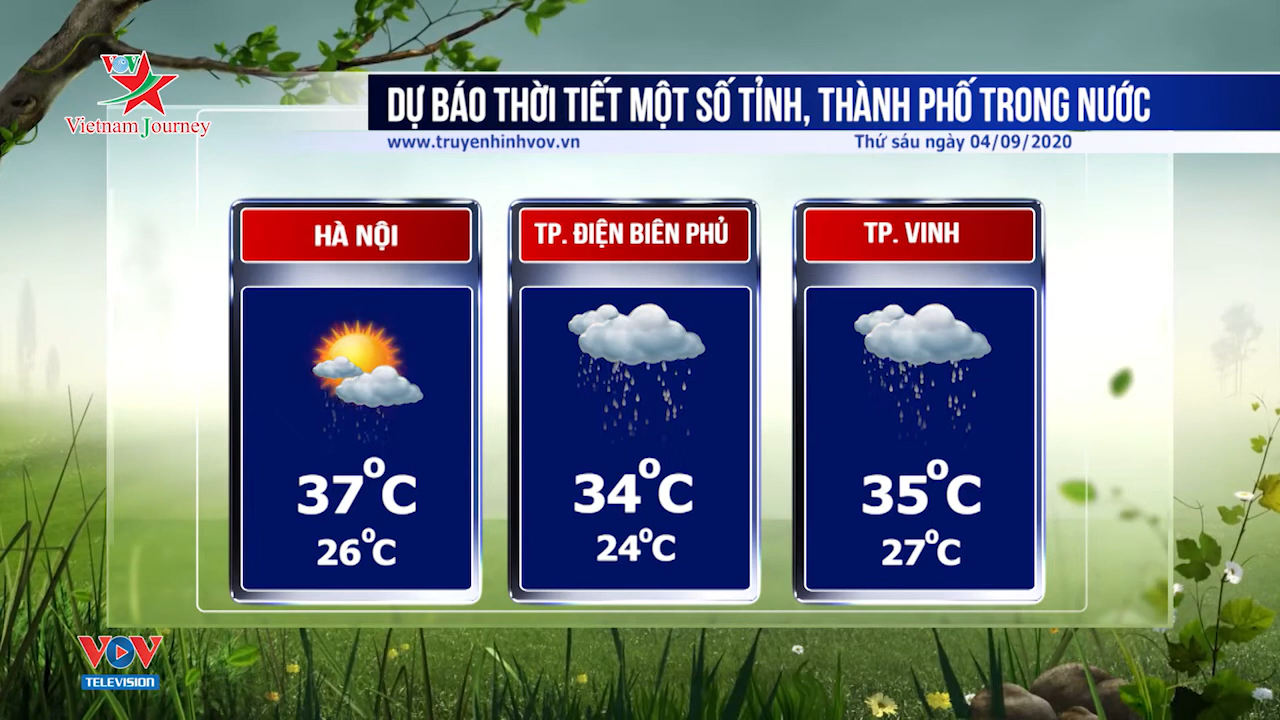 VOV
Vietnam Journey
DỰ BÁO THỜI TIẾT MỘT SỐ TỈNH, THÀNH PHỐ TRONG NƯỚC
www.truyenhinhvov.vn
Thứ sáu ngày 04/09/2020
HÀ NỘI
37°C
26°C
TP. ĐIỆN BIÊN PHỦ
34°C
24°C
TP. VINH
35°C
27°C
VOV
TELEVISION